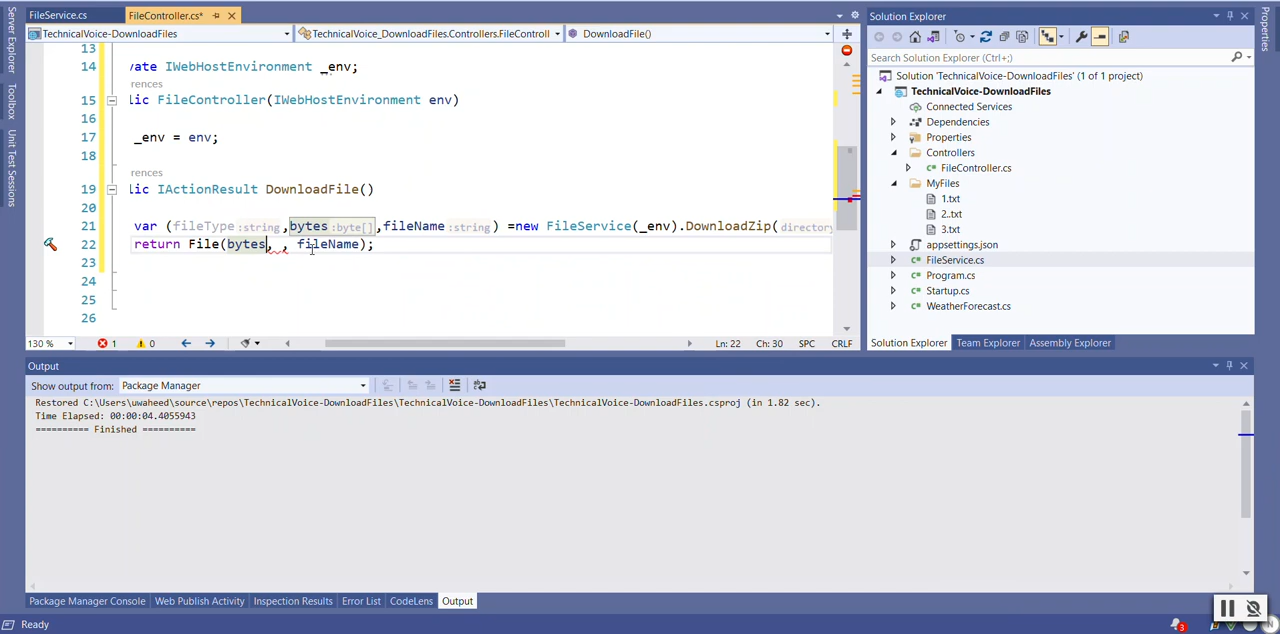 FileService.cs
FileController.cs*
Solution Explorer
TechnicalVoice-DownloadFiles
TechnicalVoice_DownloadFiles.Controllers.FileControll
DownloadFile()
Search Solution Explorer (Ctrl+;)
Server Explorer
Toolbox
Unit Test Sessions
Properties
13
14 vate IWebHostEnvironment _env;
rences
15 lic FileController(IWebHostEnvironment env)
16
17 _env = env;
18
rences
19 lic IActionResult DownloadFile()
20
21 var (fileType:string,bytes:byte[],fileName:string) =new FileService(_env).DownloadZip(directory
22 return File(bytes, , fileName);
23
24
25
26
Solution 'TechnicalVoice-DownloadFiles' (1 of 1 project)
TechnicalVoice-DownloadFiles
Connected Services
Dependencies
Properties
Controllers
C# FileController.cs
MyFiles
1.txt
2..txt
3.txt
appsettings.json
C# FileService.cs
C# Program.cs
C# Startup.cs
C# WeatherForecast.cs
130 %
1
0
Ln: 22 Ch: 30 SPC CRLF
Solution Explorer Team Explorer Assembly Explorer
Output
Show output from: Package Manager
Restored C:\Users\uwaheed\source\repos\TechnicalVoice-DownloadFiles\TechnicalVoice-DownloadFiles\TechnicalVoice-DownloadFiles.csproj (in 1.82 sec).
Time Elapsed: 00:00:04.4055943
========== Finished ==========
Package Manager Console Web Publish Activity Inspection Results Error List CodeLens Output
Ready
3
N